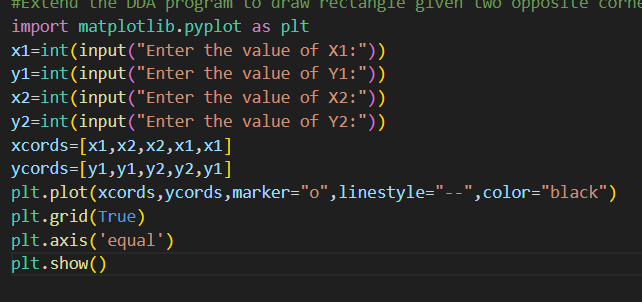 #Extend the DDA program to draw rectangle given two opposite corne
import matplotlib.pyplot as plt
x1=int(input("Enter the value of X1:"))
y1=int(input("Enter the value of Y1:"))
x2=int(input("Enter the value of X2:"))
y2=int(input("Enter the value of Y2:"))
xcords=[x1,x2,x2,x1,x1]
ycords=[y1,y1,y2,y2,y1]
plt.plot(xcords,ycords,marker="o",linestyle="--",color="black")
plt.grid(True)
plt.axis('equal')
plt.show()